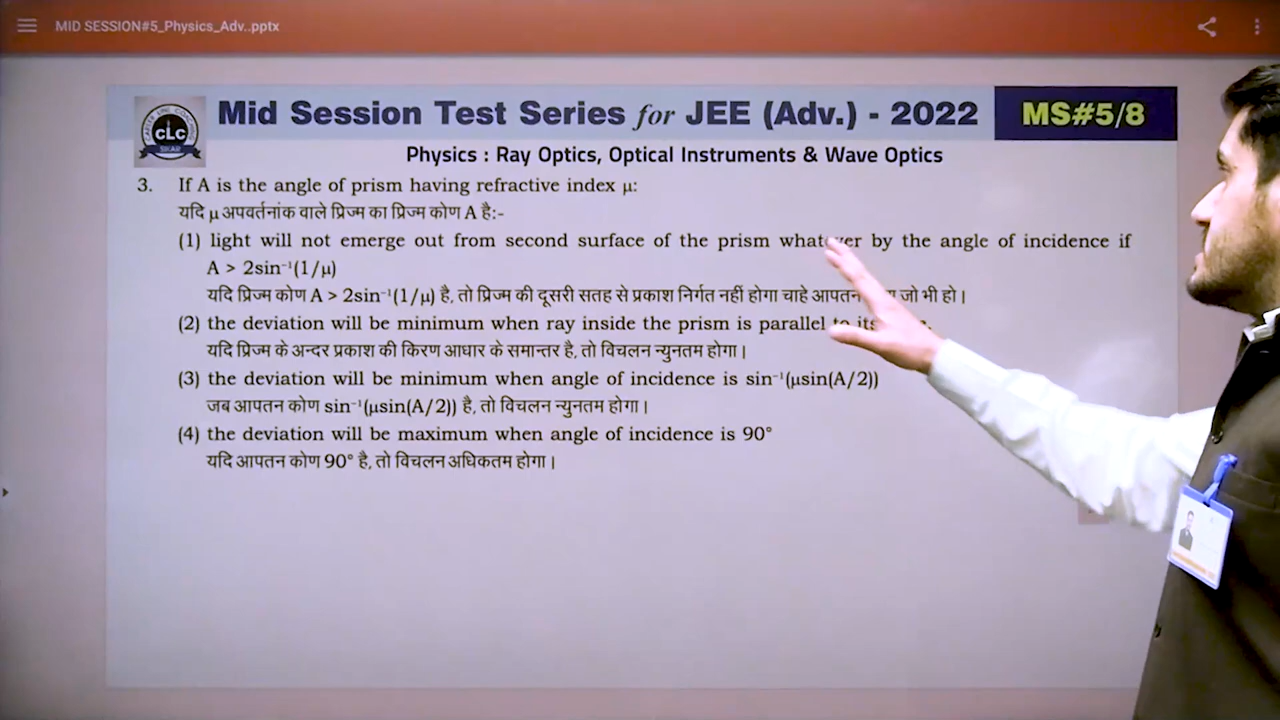 MID SESSION#5_Physics_Adv..pptx
CLC
SIKAR
Mid Session Test Series for JEE (Adv.) - 2022
MS#5/8
Physics : Ray Optics, Optical Instruments & Wave Optics
3. If A is the angle of prism having refractive index μ:
यदि μ अपवर्तनांक वाले प्रिज्म का प्रिज्म कोण A है:-
(1) light will not emerge out from second surface of the prism whatever by the angle of incidence if
A > 2sin⁻¹(1/μ)
यदि प्रिज्म कोण A > 2sin⁻¹(1/μ) है, तो प्रिज्म की दूसरी सतह से प्रकाश निर्गत नहीं होगा चाहे आपतन जो भी हो।
(2) the deviation will be minimum when ray inside the prism is parallel to its
यदि प्रिज्म के अन्दर प्रकाश की किरण आधार के समान्तर है, तो विचलन न्युनतम होगा।
(3) the deviation will be minimum when angle of incidence is sin⁻¹(μsin(A/2))
जब आपतन कोण sin⁻¹(μsin(A/2)) है, तो विचलन न्युनतम होगा।
(4) the deviation will be maximum when angle of incidence is 90°
यदि आपतन कोण 90° है, तो विचलन अधिकतम होगा।